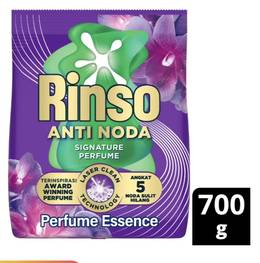 Rinso
ANTI NODA
SIGNATURE
PERFUME
TERINSPIRASI
AWARD
WINNING
PERFUME
LASER CLEAN
TECHNOLOGY
ANGKAT
5
NODA SULIT
HILANG
Perfume Essence
700
g